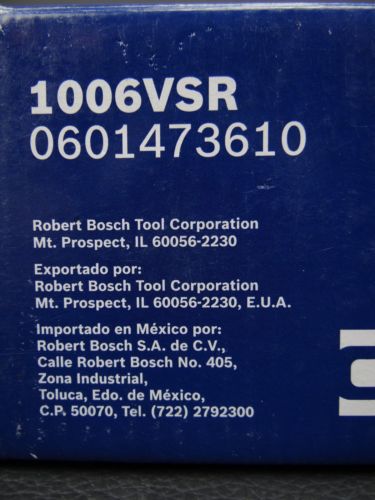 1006VSR
0601473610
Robert Bosch Tool Corporation
Mt. Prospect, IL 60056-2230
Exportado por:
Robert Bosch Tool Corporation
Mt. Prospect, IL 60056-2230, E.U.A.
Importado en México por:
Robert Bosch S.A. de C.V.,
Calle Robert Bosch No. 405,
Zona Industrial,
Toluca, Edo. de México,
C.P. 50070, Tel. (722) 2792300